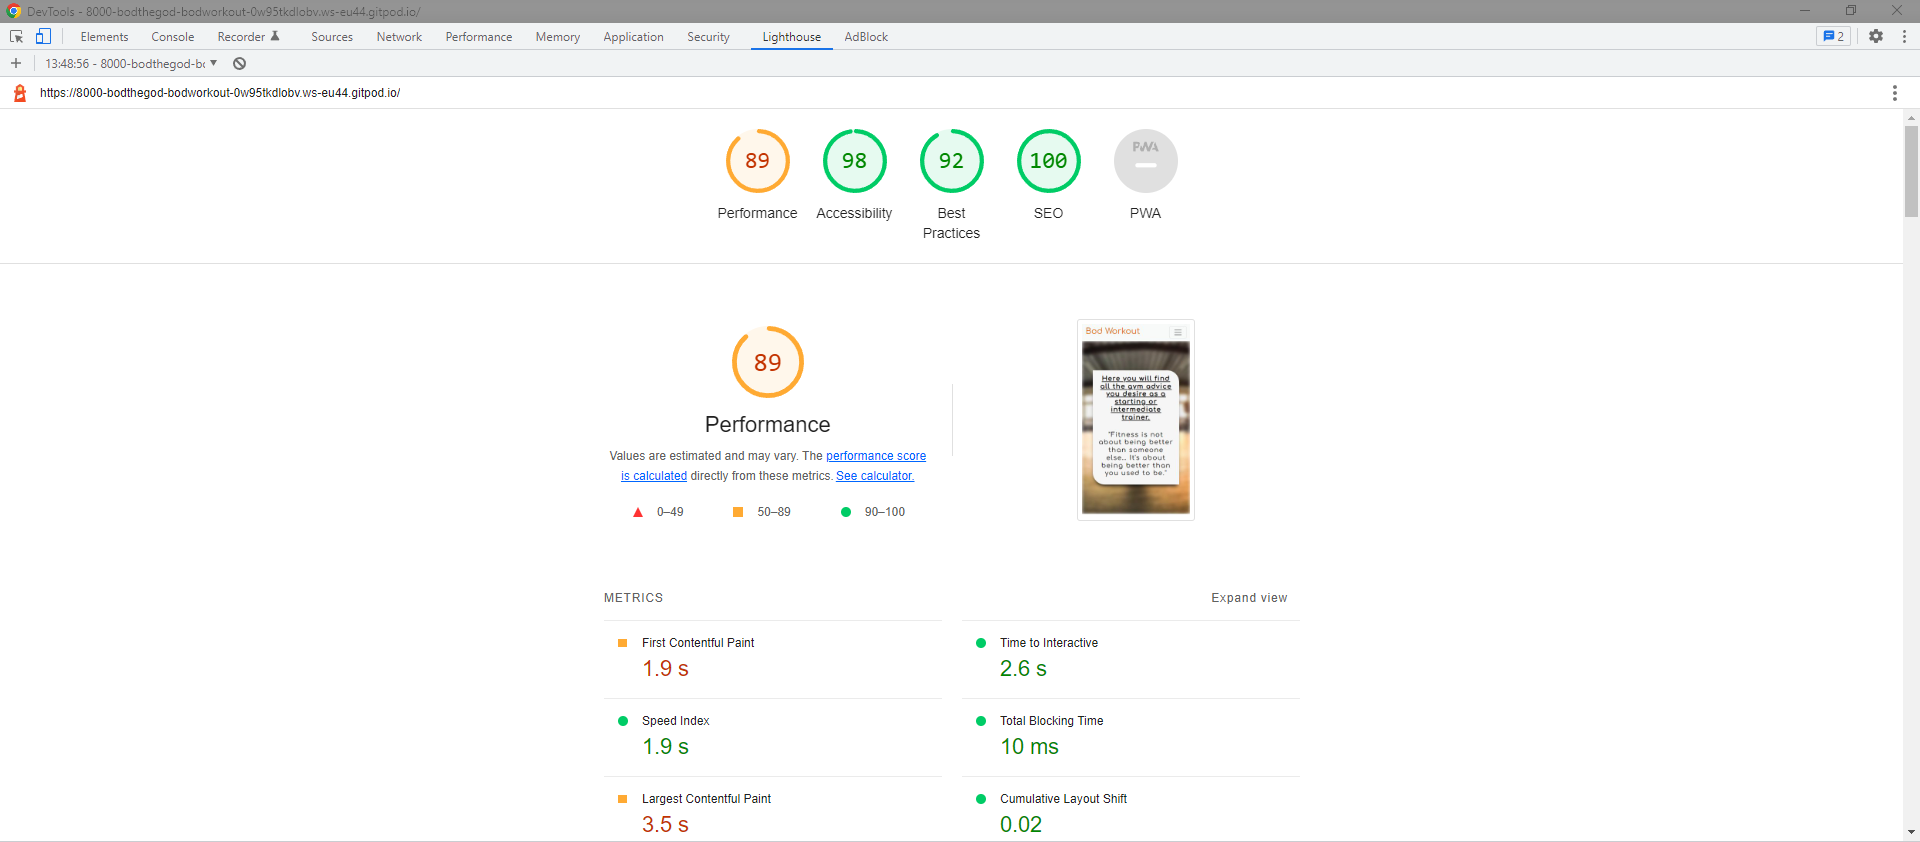 DevTools - 8000-bodthegod-bodworkout-0w95tkdlobv.ws-eu44.gitpod.io/
Elements Console Recorder Sources Network Performance Memory Application Security Lighthouse AdBlock 2
13:48:56 - 8000-bodthegod-bo
https://8000-bodthegod-bodworkout-0w95tkdlobv.ws-eu44.gitpod.io/
89 98 92 100 PWA
Performance Accessibility Best Practices SEO PWA
89
Performance
Values are estimated and may vary. The performance score
is calculated directly from these metrics. See calculator.
0–49 50–89 90–100
Bod Workout
Here you will find
all the gym advice
you desire as a
starting or
intermediate
trainer.
"Fitness is not
about being better
than someone
else... it's about
being better than
you used to be."
METRICS Expand view
First Contentful Paint
1.9 s
Time to Interactive
2.6 s
Speed Index
1.9 s
Total Blocking Time
10 ms
Largest Contentful Paint
3.5 s
Cumulative Layout Shift
0.02